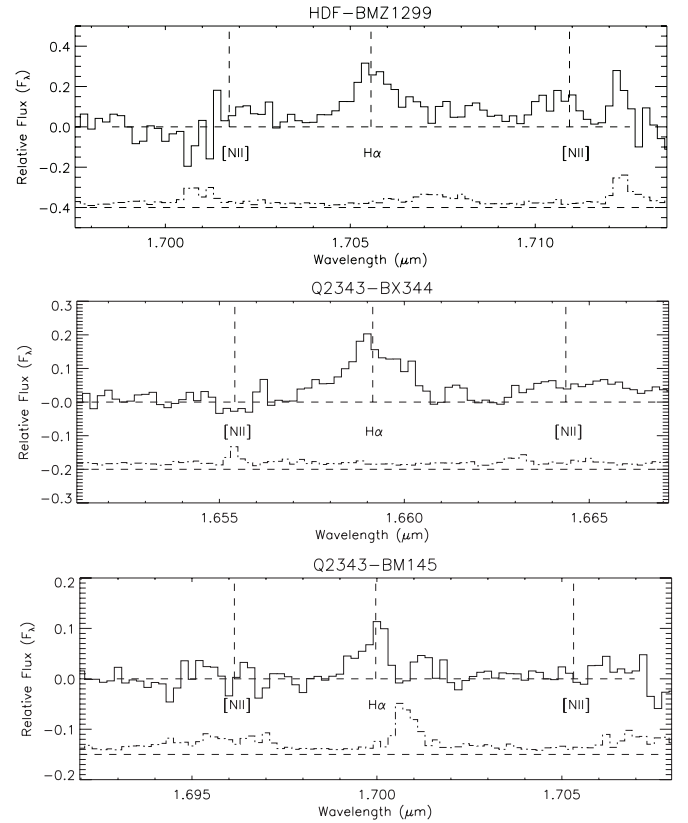 HDF-BMZ1299
Relative Flux (Fλ)
0.4
0.2
0.0
-0.2
-0.4
[NII]
Hα
[NII]
1.700
1.705
1.710
Wavelength (μm)
Q2343-BX344
Relative Flux (Fλ)
0.3
0.2
0.1
-0.0
-0.1
-0.2
-0.3
[NII]
Hα
[NII]
1.655
1.660
1.665
Wavelength (μm)
Q2343-BM145
Relative Flux (Fλ)
0.2
0.1
0.0
-0.1
-0.2
[NII]
Hα
[NII]
1.695
1.700
1.705
Wavelength (μm)